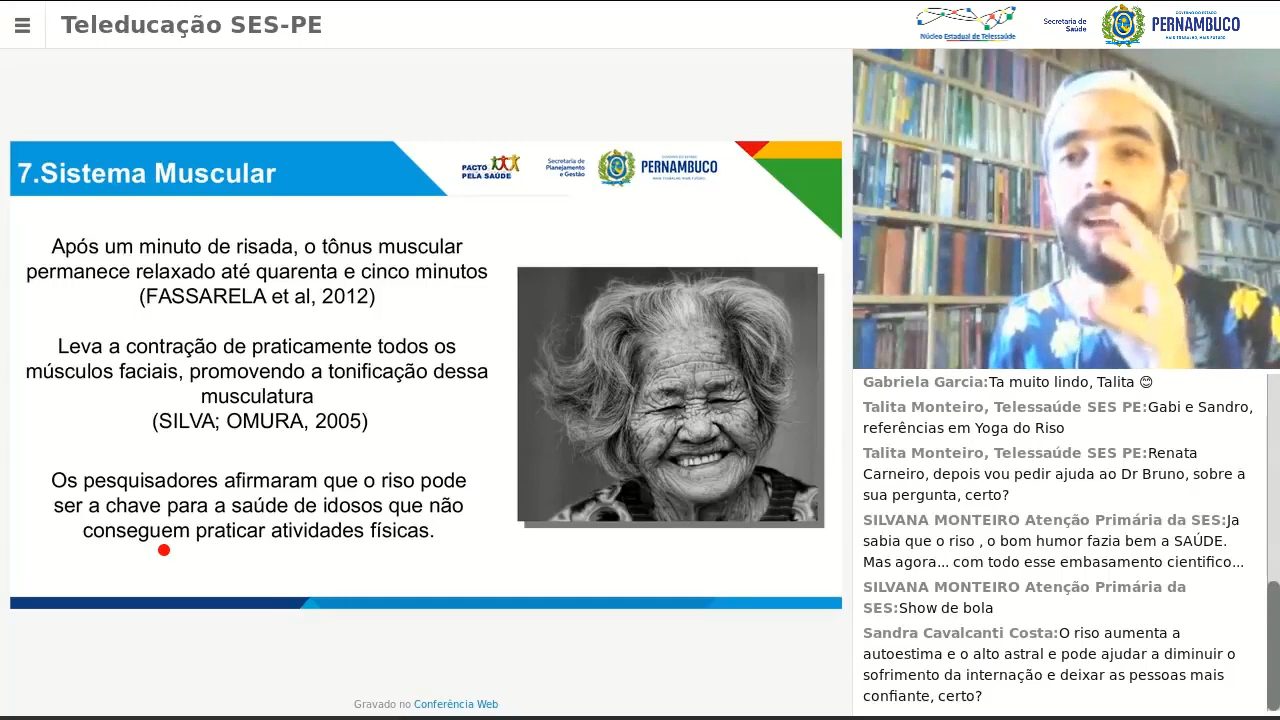 Teleducação SES-PE
Núcleo Estadual de Telessaúde
Secretaria de
Saúde
GOVERNO DO ESTADO
PERNAMBUCO
MAIS TRABALHO, MAIS FUTURO
7.Sistema Muscular
PACTO
PELA SAÚDE
Secretaria de
Planejamento
e Gestão
PERNAMBUCO
Após um minuto de risada, o tônus muscular
permanece relaxado até quarenta e cinco minutos
(FASSARELA et al, 2012)
Leva a contração de praticamente todos os
músculos faciais, promovendo a tonificação dessa
musculatura
(SILVA; OMURA, 2005)
Os pesquisadores afirmaram que o riso pode
ser a chave para a saúde de idosos que não
conseguem praticar atividades físicas.
Gravado no Conferência Web
Gabriela Garcia:Ta muito lindo, Talita 😊
Talita Monteiro, Telessaúde SES PE:Gabi e Sandro,
referências em Yoga do Riso
Talita Monteiro, Telessaúde SES PE:Renata
Carneiro, depois vou pedir ajuda ao Dr Bruno, sobre a
sua pergunta, certo?
SILVANA MONTEIRO Atenção Primária da SES:Ja
sabia que o riso , o bom humor fazia bem a SAÚDE.
Mas agora... com todo esse embasamento cientifico...
SILVANA MONTEIRO Atenção Primária da
SES:Show de bola
Sandra Cavalcanti Costa:O riso aumenta a
autoestima e o alto astral e pode ajudar a diminuir o
sofrimento da internação e deixar as pessoas mais
confiante, certo?